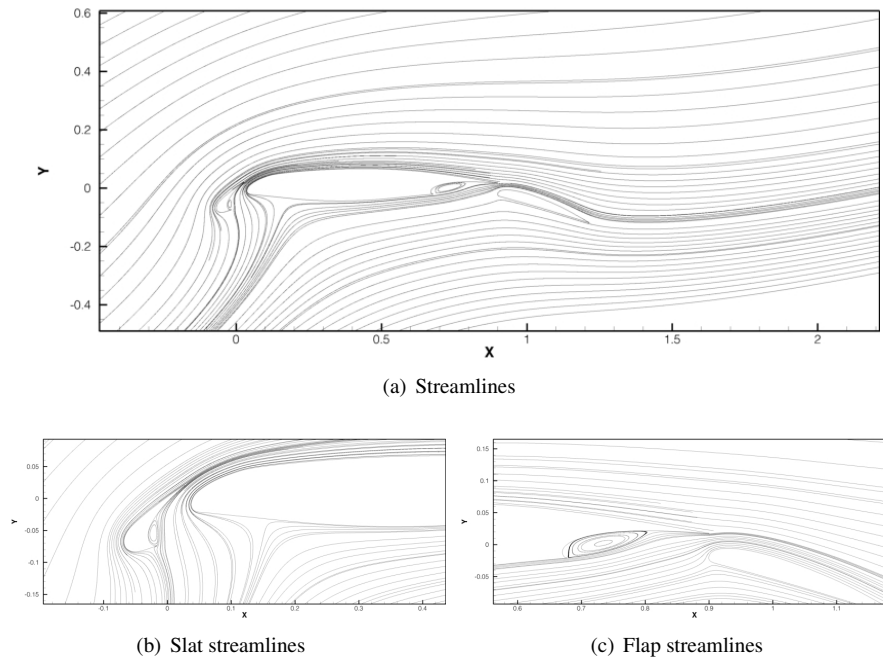 0.6
0.4
0.2
0
-0.2
-0.4
Y
0 0.5 1 1.5 2
X
(a) Streamlines
0.05
0
-0.05
-0.1
-0.15
Y
-0.1 0 0.1 0.2 0.3 0.4
X
(b) Slat streamlines
0.15
0.1
0.05
0
-0.05
Y
0.6 0.7 0.8 0.9 1 1.1
X
(c) Flap streamlines